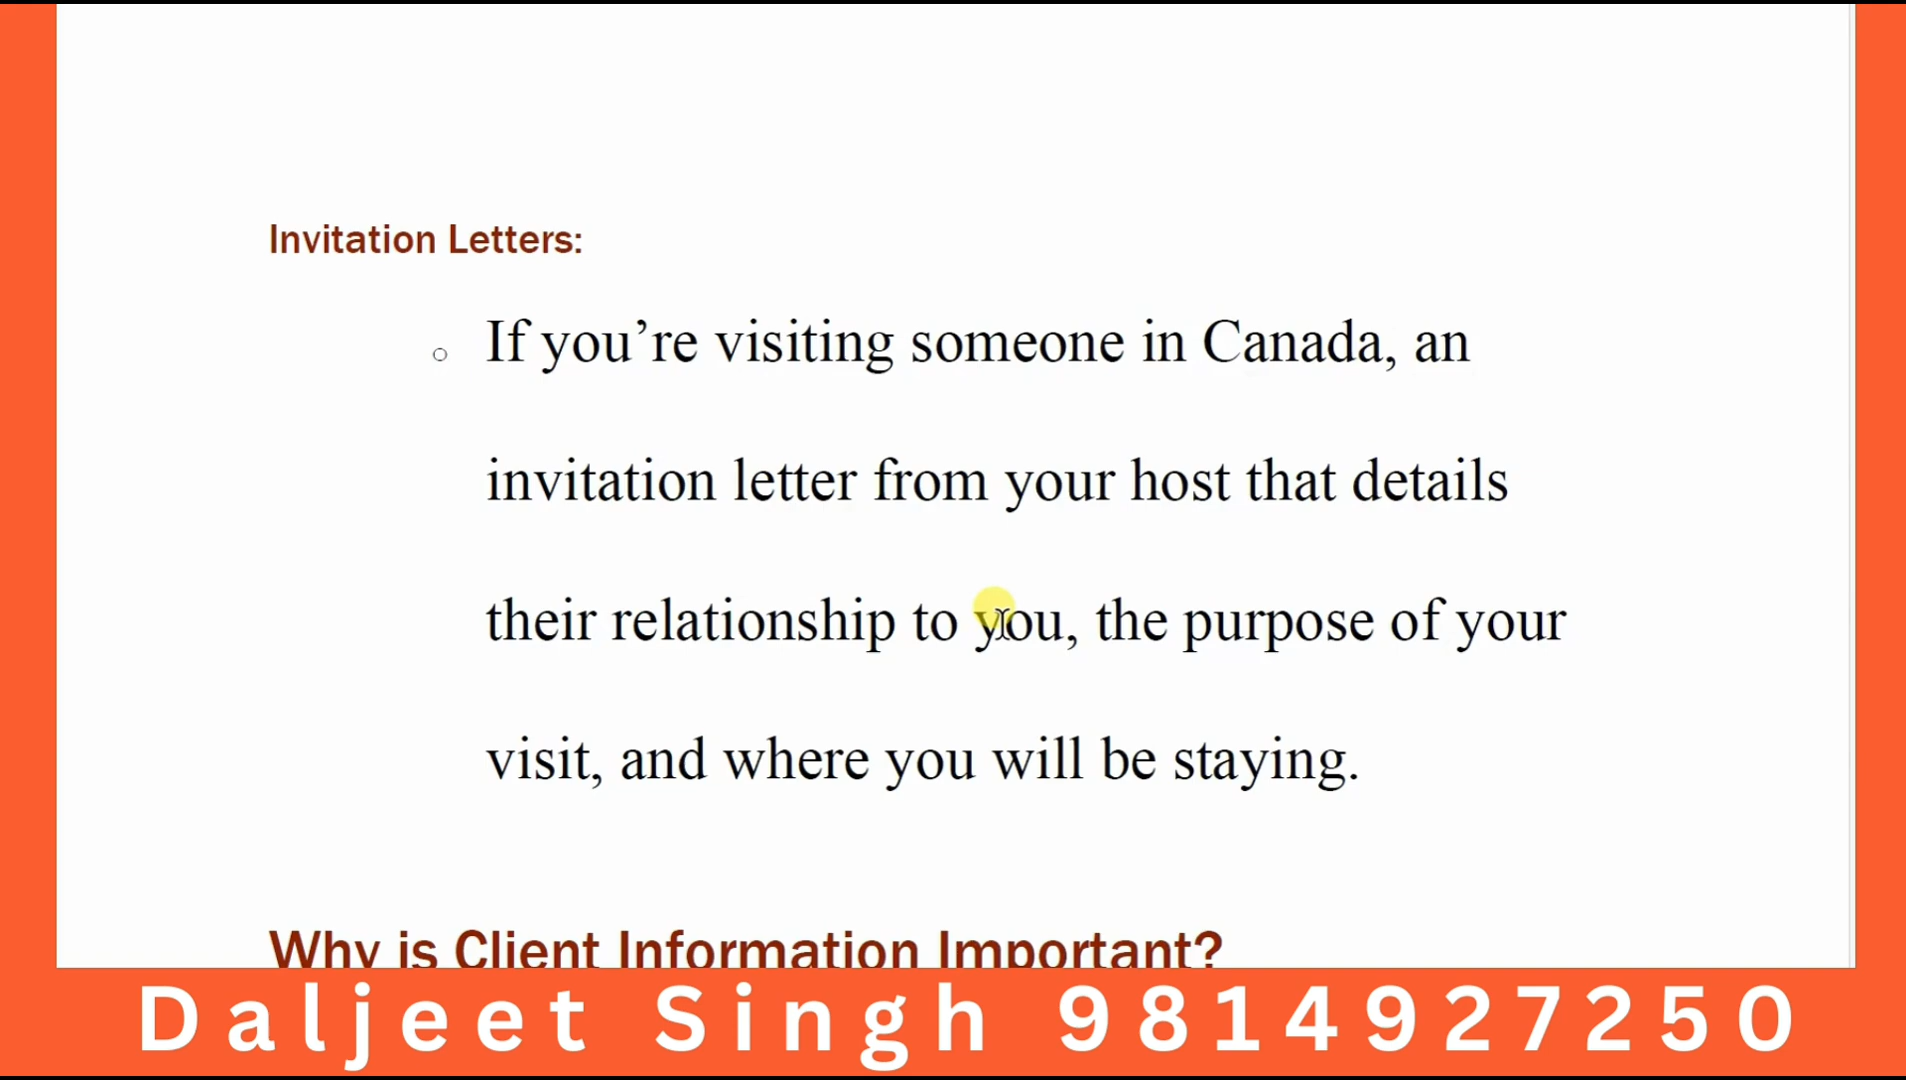 Invitation Letters:
○ If you’re visiting someone in Canada, an
invitation letter from your host that details
their relationship to you, the purpose of your
visit, and where you will be staying.
Why is Client Information Important?
Daljeet Singh 9814927250